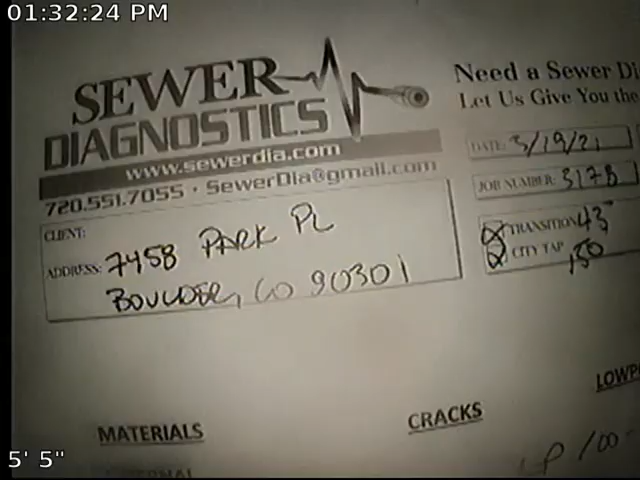 01:32:24 PM
SEWER
DIAGNOSTICS
www.sewerdia.com
720.551.7055 · SewerDia@gmail.com
Need a Sewer Di
Let Us Give You the
DATE: 3/19/21
JOB NUMBER: 3178
CLIENT:
ADDRESS: 7458 PARK PL
BOULDER, CO 90301
TRANSITION 43'
CITY TAP 130
LOWP
MATERIALS
CRACKS
5' 5"